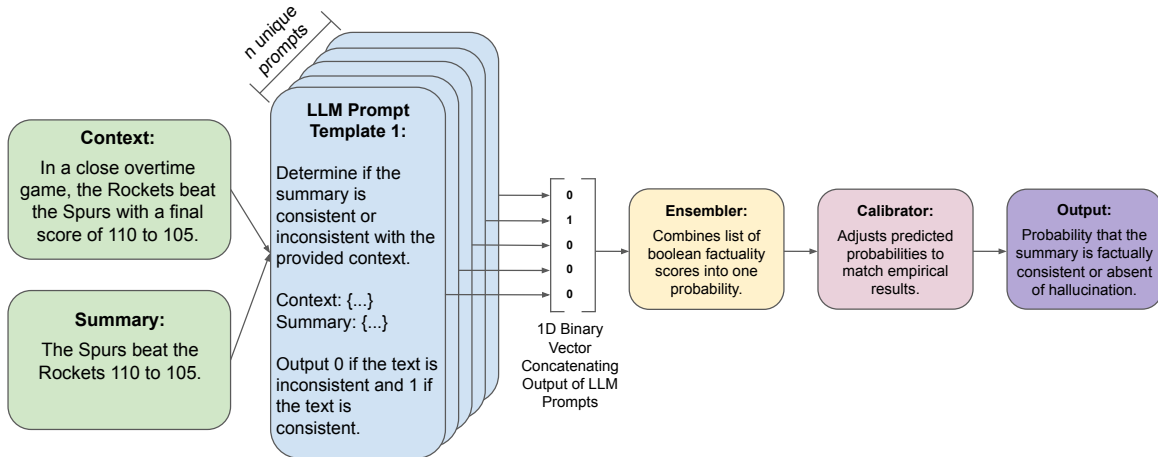 n unique
prompts
Context:
In a close overtime
game, the Rockets beat
the Spurs with a final
score of 110 to 105.
Summary:
The Spurs beat the
Rockets 110 to 105.
LLM Prompt
Template 1:
Determine if the
summary is
consistent or
inconsistent with the
provided context.
Context: {...}
Summary: {...}
Output 0 if the text is
inconsistent and 1 if
the text is
consistent.
0
1
0
0
0
1D Binary
Vector
Concatenating
Output of LLM
Prompts
Ensembler:
Combines list of
boolean factuality
scores into one
probability.
Calibrator:
Adjusts predicted
probabilities to
match empirical
results.
Output:
Probability that the
summary is factually
consistent or absent
of hallucination.